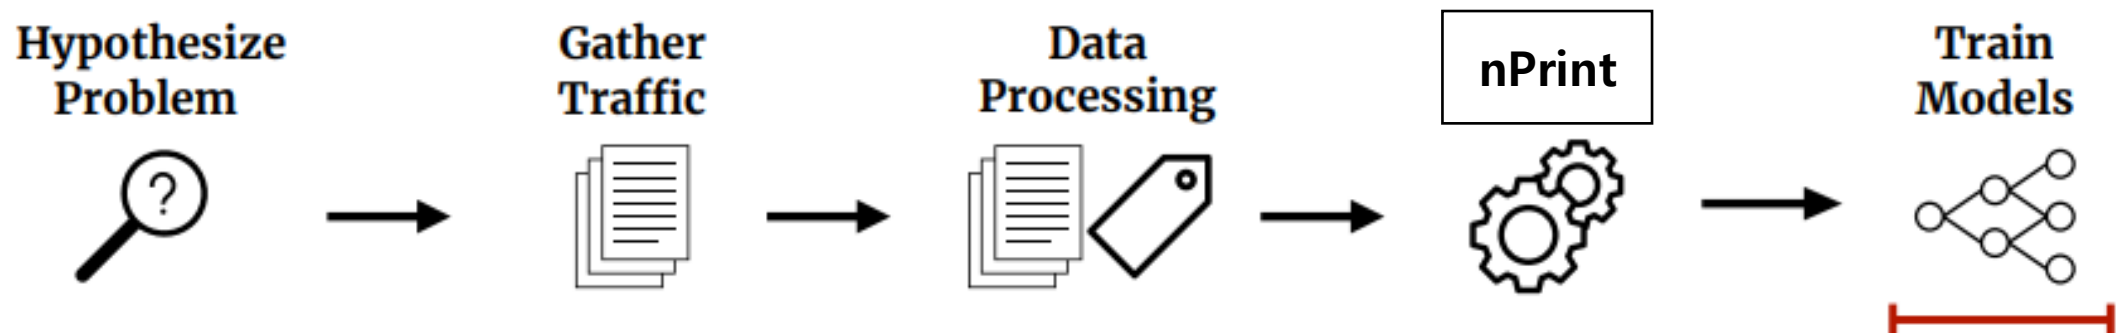 Hypothesize
Problem
Gather
Traffic
Data
Processing
nPrint
Train
Models
?